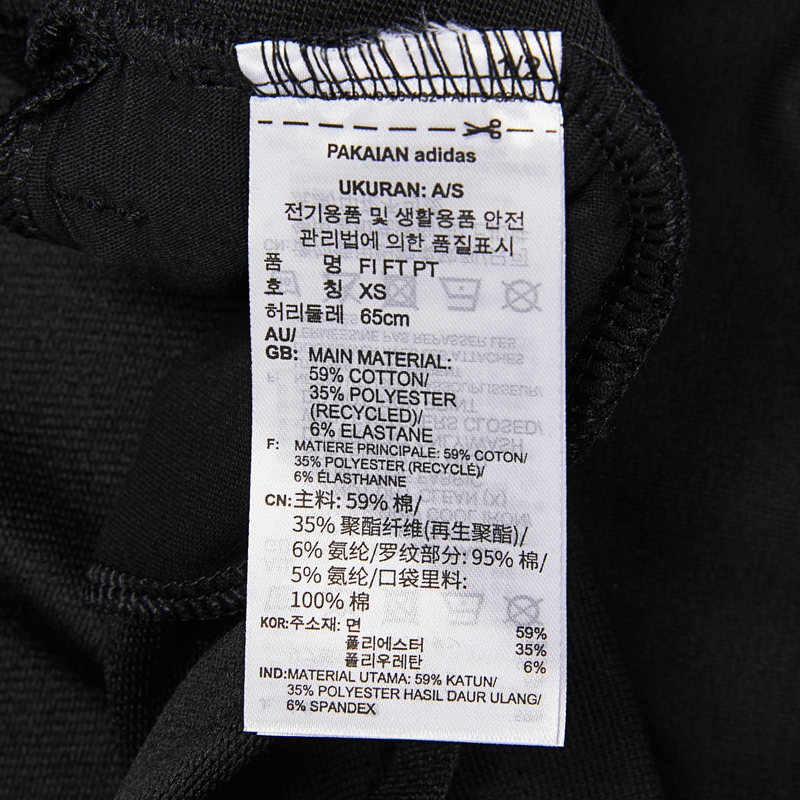 1/2
PAKAIAN adidas
UKURAN: A/S
전기용품 및 생활용품 안전
관리법에 의한 품질표시
품 명 FI FT PT
호 칭 XS
허리둘레 65cm
AU/
GB: MAIN MATERIAL:
59% COTTON/
35% POLYESTER
(RECYCLED)/
6% ELASTANE
F: MATIERE PRINCIPALE: 59% COTON/
35% POLYESTER (RECYCLÉ)/
6% ÉLASTHANNE
CN:主料: 59% 棉/
35% 聚酯纤维(再生聚酯)/
6% 氨纶/罗纹部分: 95% 棉/
5% 氨纶/口袋里料:
100% 棉
KOR:주소재: 면 59%
폴리에스터 35%
폴리우레탄 6%
IND:MATERIAL UTAMA: 59% KATUN/
35% POLYESTER HASIL DAUR ULANG/
6% SPANDEX